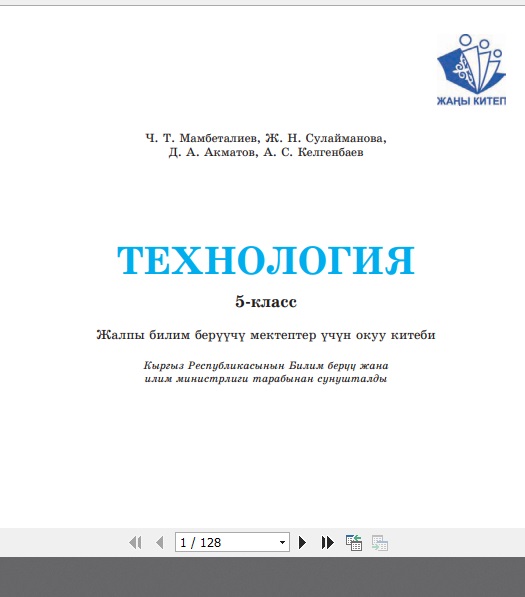 ЖАҢЫ КИТЕП
Ч. Т. Мамбеталиев, Ж. Н. Сулайманова,
Д. А. Акматов, А. С. Келгенбаев
ТЕХНОЛОГИЯ
5-класс
Жалпы билим берүүчү мектептер үчүн окуу китеби
Кыргыз Республикасынын Билим берүү жана
илим министрлиги тарабынан сунушталды
1 / 128